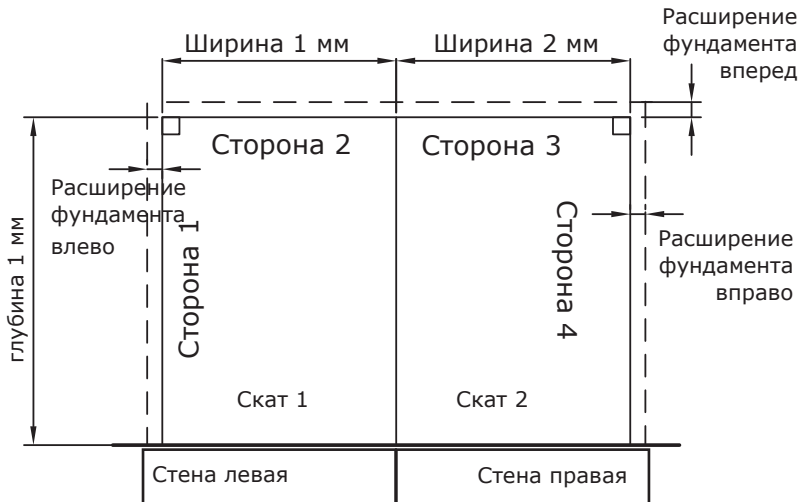 Ширина 1 мм
Ширина 2 мм
Расширение
фундамента
вперед
Сторона 2
Сторона 3
Расширение
фундамента
влево
Сторона 1
глубина 1 мм
Сторона 4
Расширение
фундамента
вправо
Скат 1
Скат 2
Стена левая
Стена правая